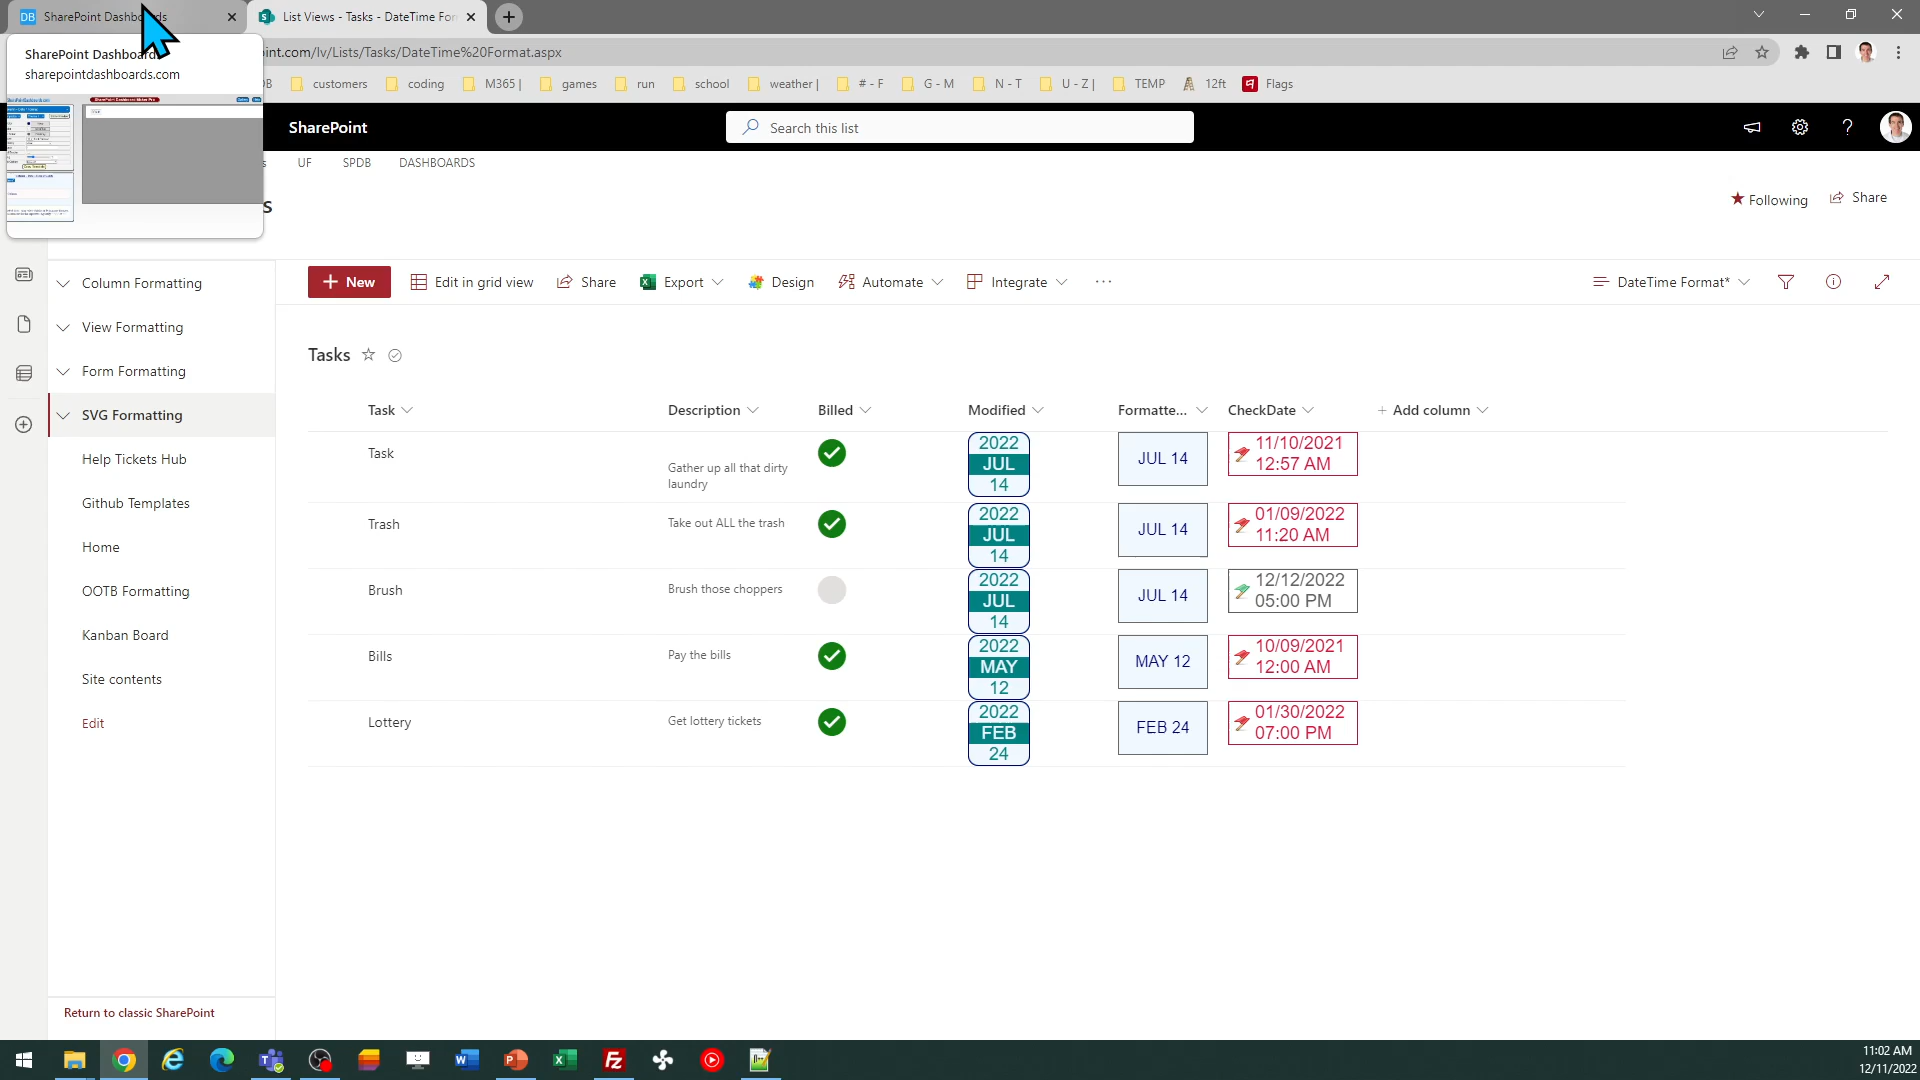 DB SharePoint Dashboards
List Views - Tasks - DateTime For
SharePoint Dashboards
sharepointdashboards.com
int.com/lv/Lists/Tasks/DateTime%20Format.aspx
DB customers coding M365 | games run school weather | # - F G - M N - T U - Z | TEMP 12ft Flags
SharePoint
Search this list
UF SPDB DASHBOARDS
s
Following Share
New Edit in grid view Share Export Design Automate Integrate ... DateTime Format*
Column Formatting
View Formatting
Form Formatting
SVG Formatting
Help Tickets Hub
Github Templates
Home
OOTB Formatting
Kanban Board
Site contents
Edit
Return to classic SharePoint
Tasks
Task Description Billed Modified Formatte... CheckDate + Add column
Task
Gather up all that dirty
laundry
2022
JUL
14
JUL 14
11/10/2021
12:57 AM
Trash
Take out ALL the trash
2022
JUL
14
JUL 14
01/09/2022
11:20 AM
Brush
Brush those choppers
2022
JUL
14
JUL 14
12/12/2022
05:00 PM
Bills
Pay the bills
2022
MAY
12
MAY 12
10/09/2021
12:00 AM
Lottery
Get lottery tickets
2022
FEB
24
FEB 24
01/30/2022
07:00 PM
11:02 AM
12/11/2022